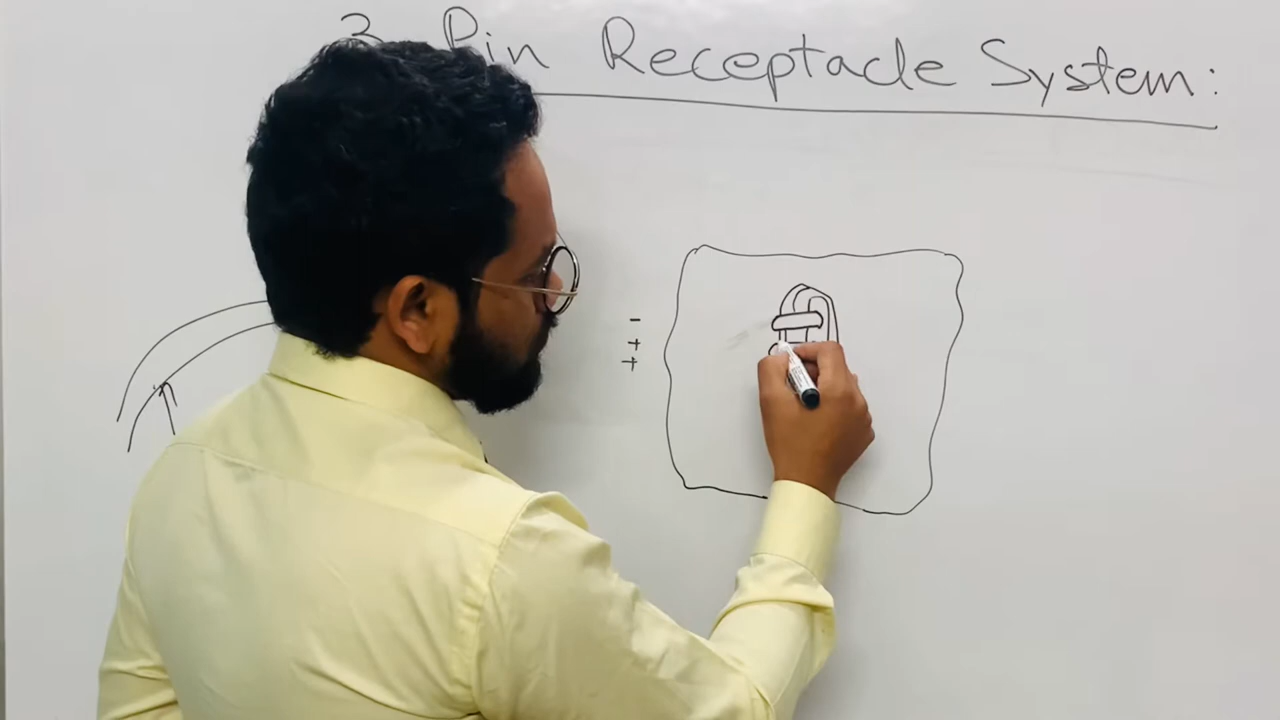 3 Pin Receptacle System:
-
+
+